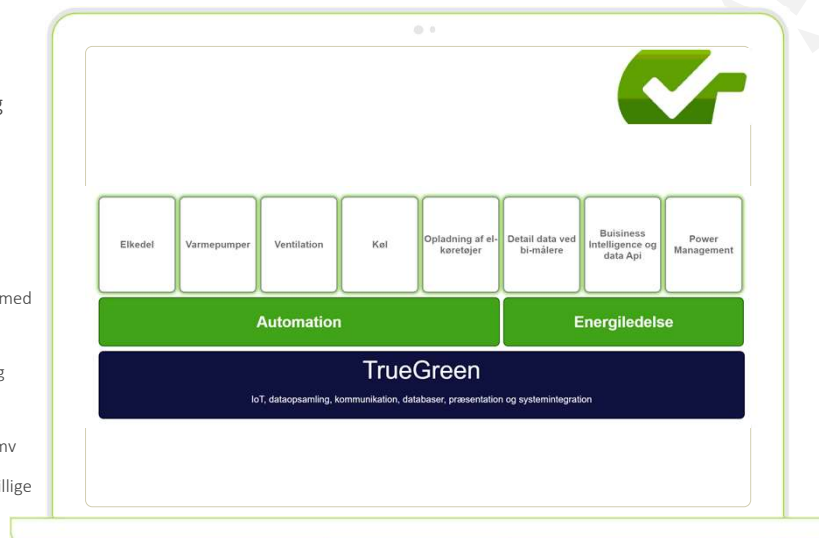 g
med
g
mv
llige
Elkedel
Varmepumper
Ventilation
Køl
Opladning af el-
køretøjer
Detail data ved
bi-målere
Buisiness
Intelligence og
data Api
Power
Management
Automation
Energiledelse
TrueGreen
IoT, dataopsamling, kommunikation, databaser, præsentation og systemintegration